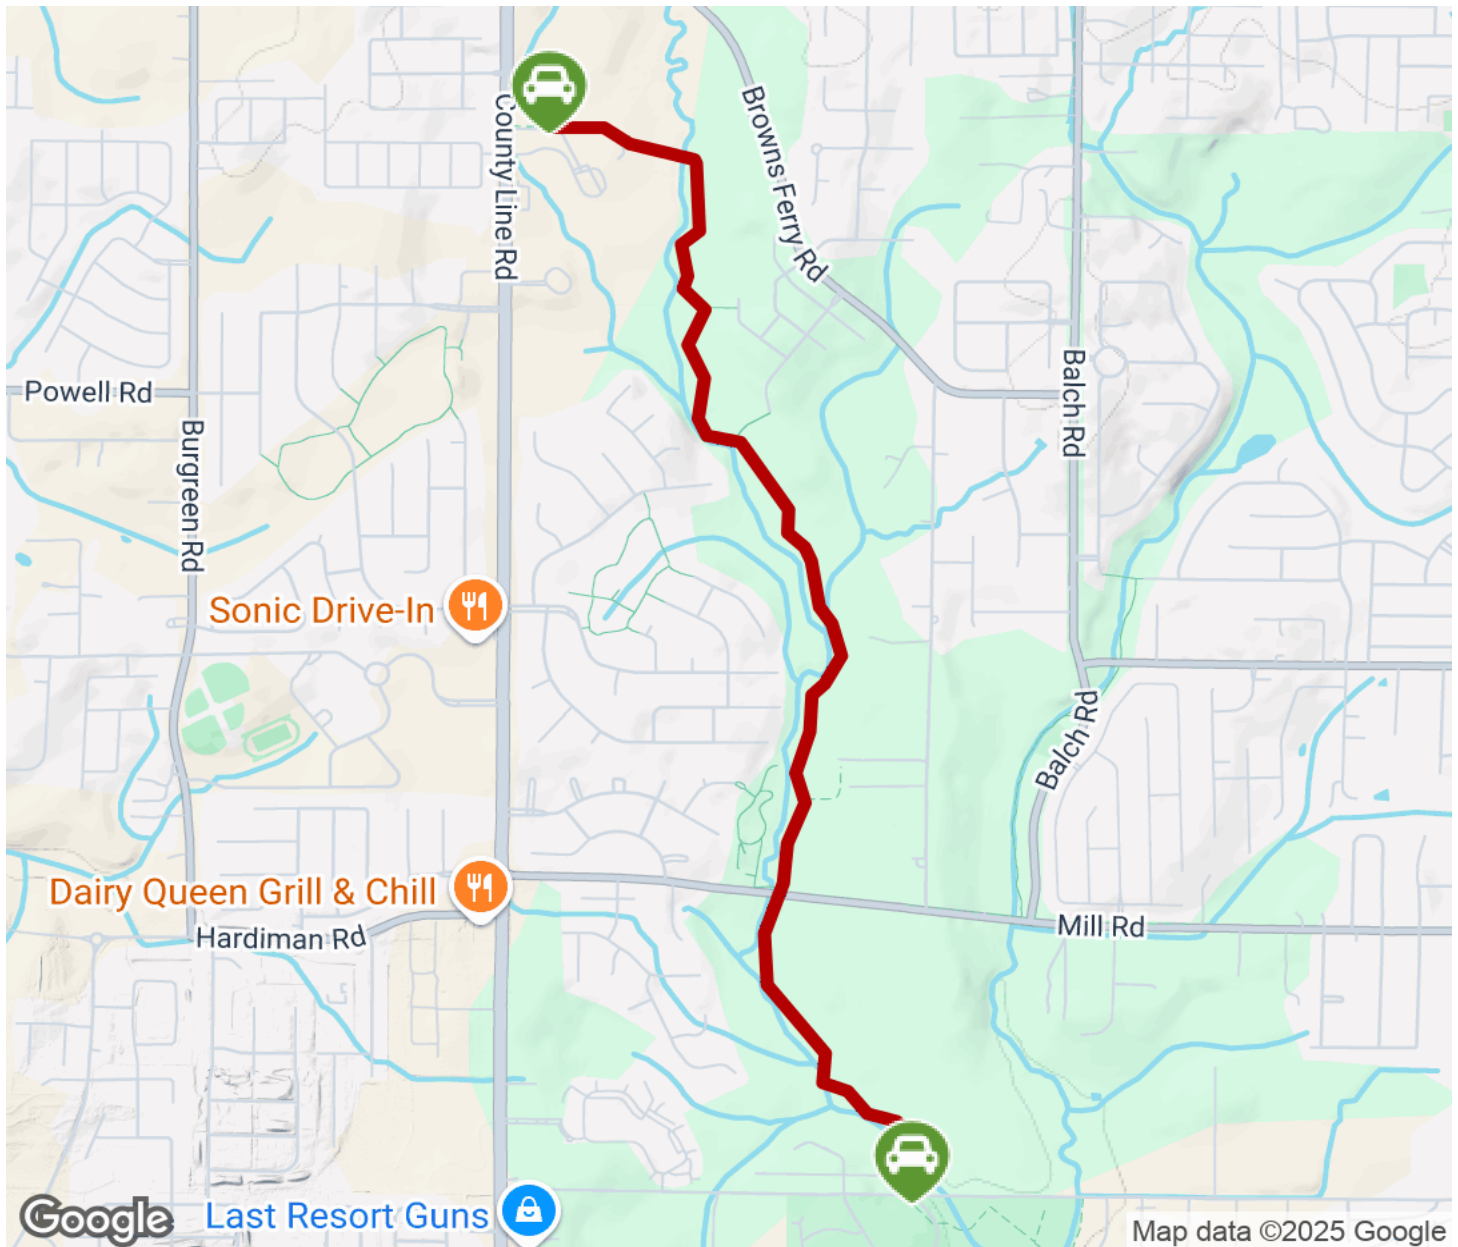 County Line Rd
Browns Ferry Rd
Powell Rd
Burgreen Rd
Balch Rd
Sonic Drive-In
Balch Rd
Dairy Queen Grill & Chill
Hardiman Rd
Mill Rd
Google
Last Resort Guns
Map data ©2025 Google